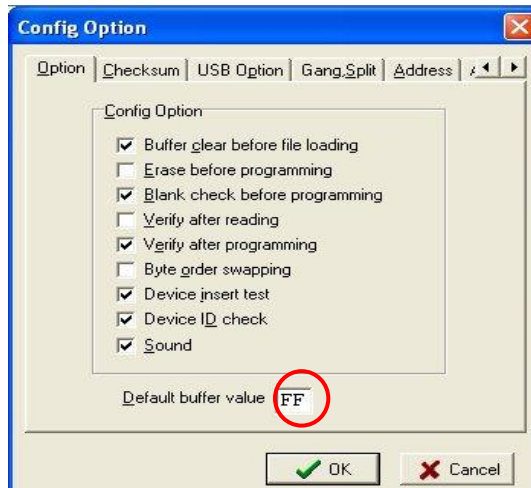 Config Option
Option Checksum USB Option Gang,Split Address
Config Option
Buffer clear before file loading
Erase before programming
Blank check before programming
Verify after reading
Verify after programming
Byte order swapping
Device insert test
Device ID check
Sound
Default buffer value FF
OK Cancel